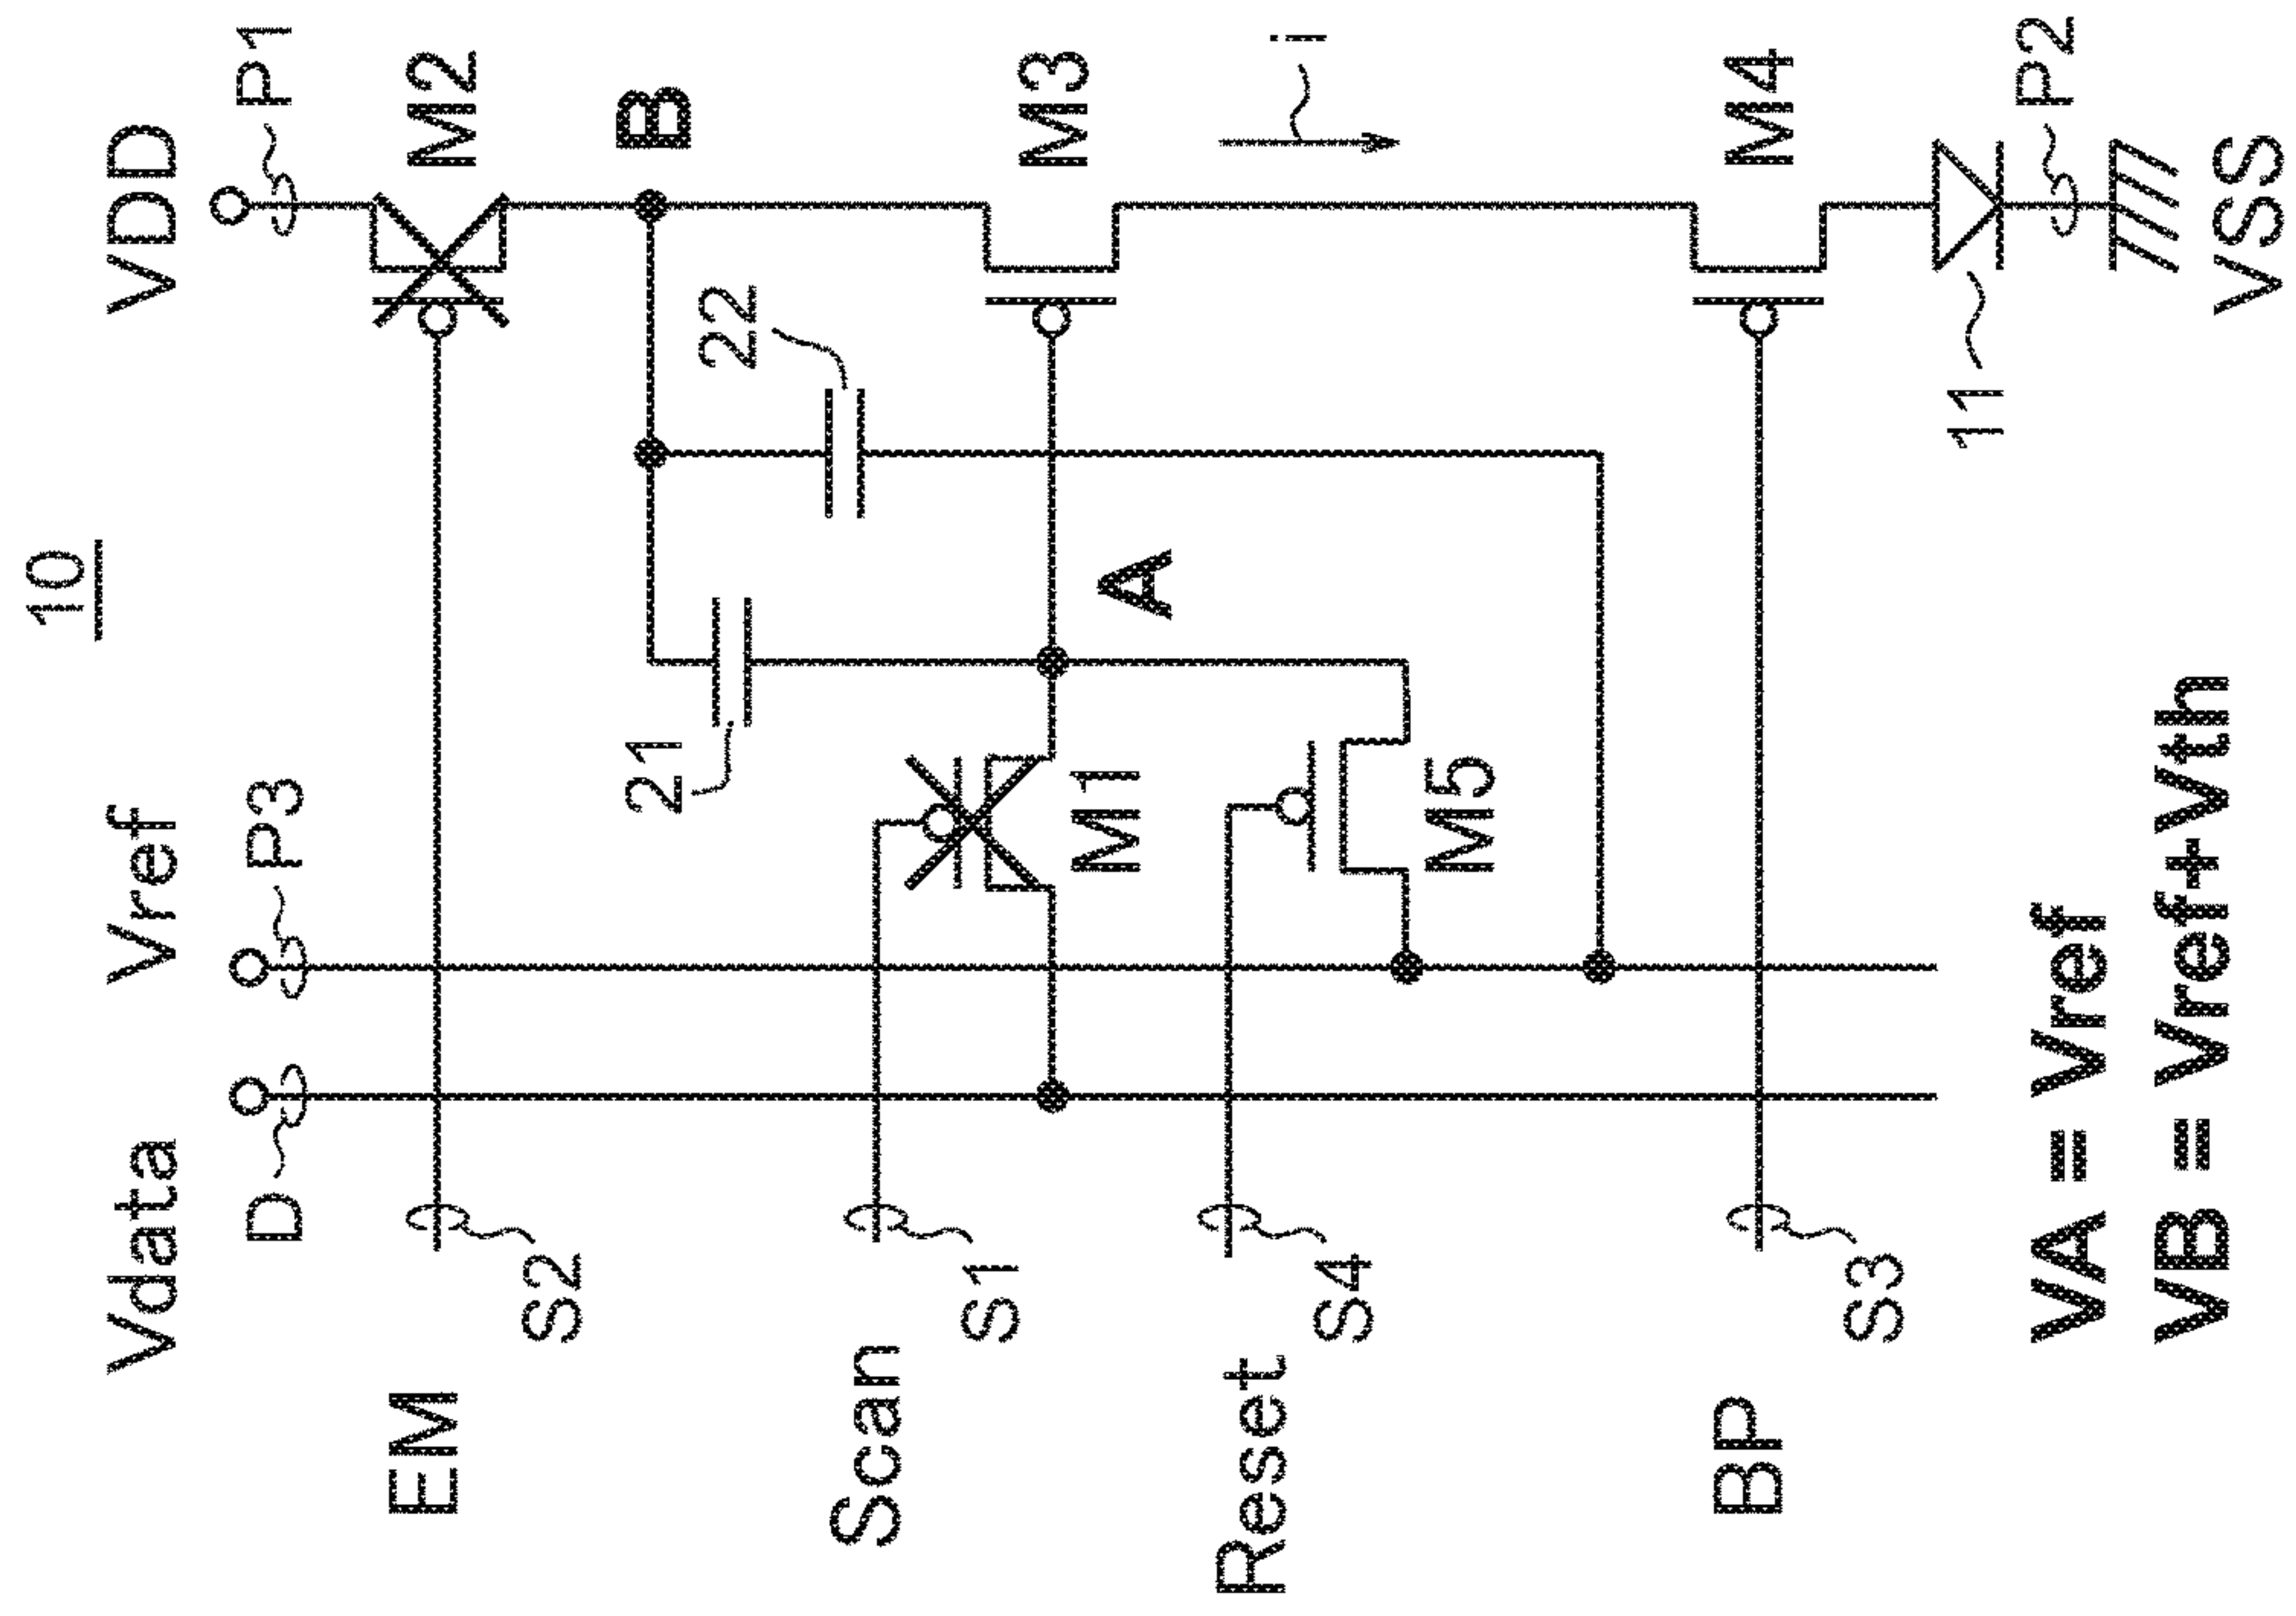 10
Vdata Vref VDD
D P3 P1
EM M2
S2
B
21
22
Scan
S1
M3
M1
A
Reset
i
S4
M5
BP M4
S3
11
P2
VA = Vref
VB = Vref+Vth
VSS